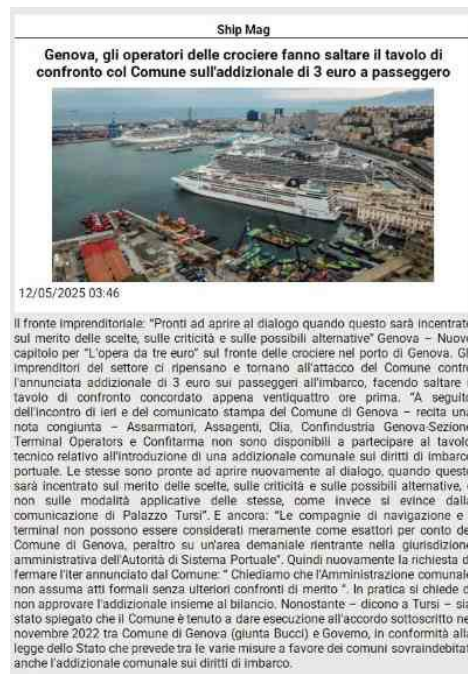 Ship Mag
Genova, gli operatori delle crociere fanno saltare il tavolo di
confronto col Comune sull'addizionale di 3 euro a passeggero
12/05/2025 03:46
Il fronte imprenditoriale: "Pronti ad aprire al dialogo quando questo sarà incentrato
sul merito delle scelte, sulle criticità e sulle possibili alternative" Genova – Nuovo
capitolo per "L'opera da tre euro" sul fronte delle crociere nel porto di Genova. Gli
imprenditori del settore ci ripensano e tornano all'attacco del Comune contro
l'annunciata addizionale di 3 euro sui passeggeri all'imbarco, facendo saltare i
tavolo di confronto concordato appena ventiquattro ore prima. "A seguito
dell'incontro di ieri e del comunicato stampa del Comune di Genova – recita una
nota congiunta – Assarmatori, Assagenti, Clia, Confindustria Genova-Sezione
Terminal Operators e Confitarma non sono disponibili a partecipare al tavolo
tecnico relativo all'introduzione di una addizionale comunale sui diritti di imbarco
portuale. Le stesse sono pronte ad aprire nuovamente al dialogo, quando questo
sarà incentrato sul merito delle scelte, sulle criticità e sulle possibili alternative,
non sulle modalità applicative delle stesse, come invece si evince dalla
comunicazione di Palazzo Tursi". E ancora: "Le compagnie di navigazione e
terminal non possono essere considerati meramente come esattori per conto del
Comune di Genova, peraltro su un'area demaniale rientrante nella giurisdizione
amministrativa dell'Autorità di Sistema Portuale". Quindi nuovamente la richiesta di
fermare l'iter annunciato dal Comune: " Chiediamo che l'Amministrazione comunale
non assuma atti formali senza ulteriori confronti di merito ". In pratica si chiede di
non approvare l'addizionale insieme al bilancio. Nonostante – dicono a Tursi – sia
stato spiegato che il Comune è tenuto a dare esecuzione all'accordo sottoscritto nel
novembre 2022 tra Comune di Genova (giunta Bucci) e Governo, in conformità alla
legge dello Stato che prevede tra le varie misure a favore dei comuni sovraindebitati
anche l'addizionale comunale sui diritti di imbarco.